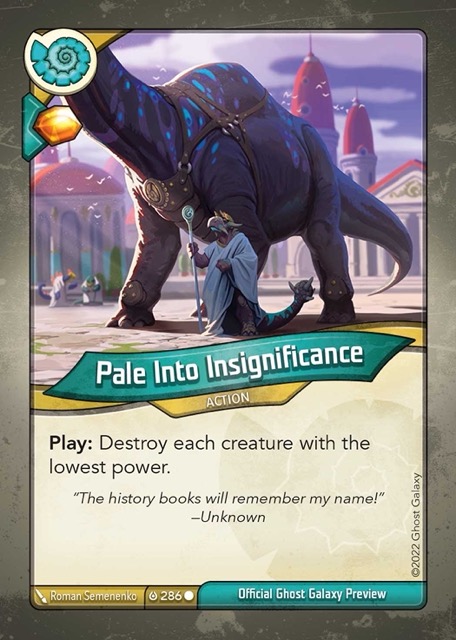 Pale Into Insignificance
ACTION
Play: Destroy each creature with the
lowest power.
“The history books will remember my name!”
–Unknown
©2022 Ghost Galaxy
Roman Semenenko
286
Official Ghost Galaxy Preview